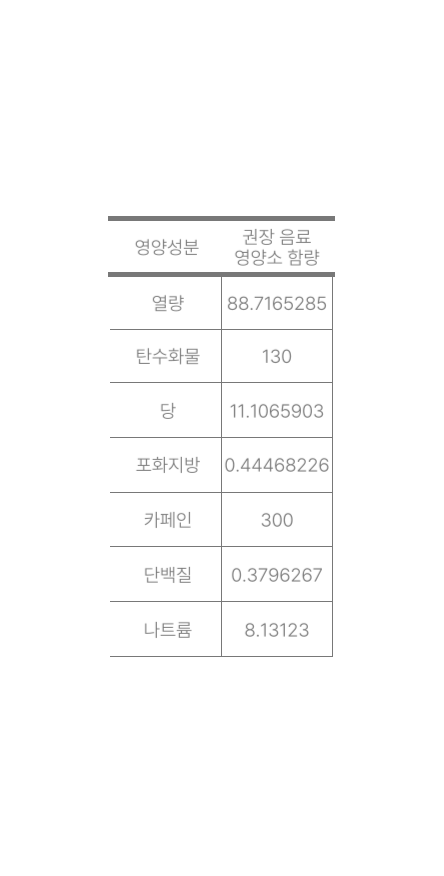 영양성분 권장 음료
영양소 함량
열량 88.7165285
탄수화물 130
당 11.1065903
포화지방 0.44468226
카페인 300
단백질 0.3796267
나트륨 8.13123